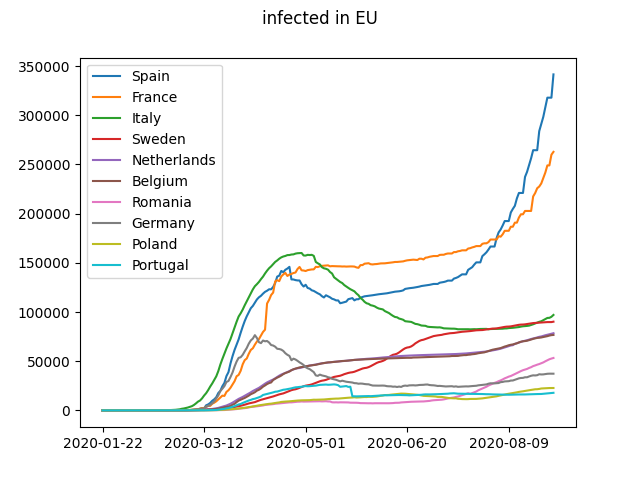 infected in EU
350000
300000
250000
200000
150000
100000
50000
0
Spain
France
Italy
Sweden
Netherlands
Belgium
Romania
Germany
Poland
Portugal
2020-01-22 2020-03-12 2020-05-01 2020-06-20 2020-08-09